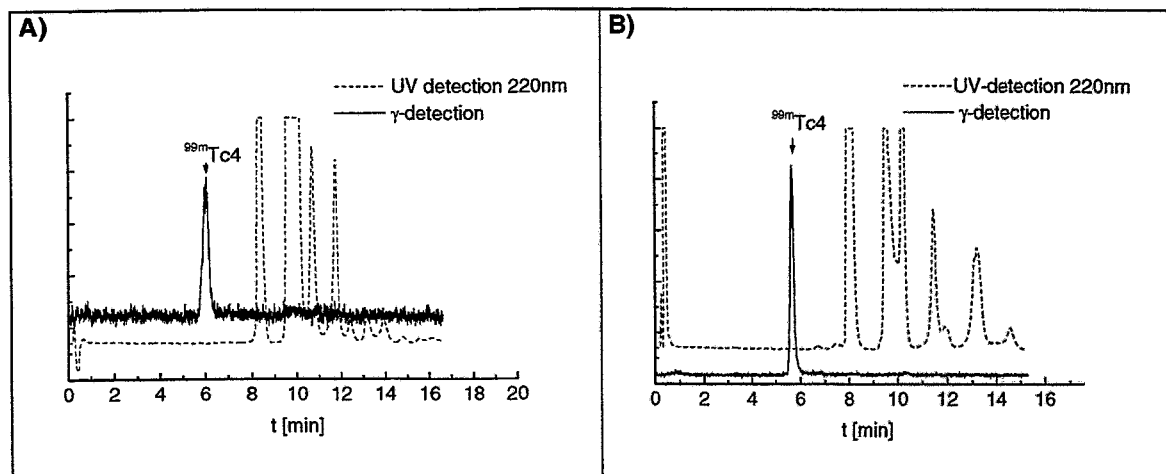 A)
UV detection 220nm
γ-detection
99mTc4
0 2 4 6 8 10 12 14 16 18 20
t [min]
B)
UV-detection 220nm
γ-detection
99mTc4
0 2 4 6 8 10 12 14 16
t [min]